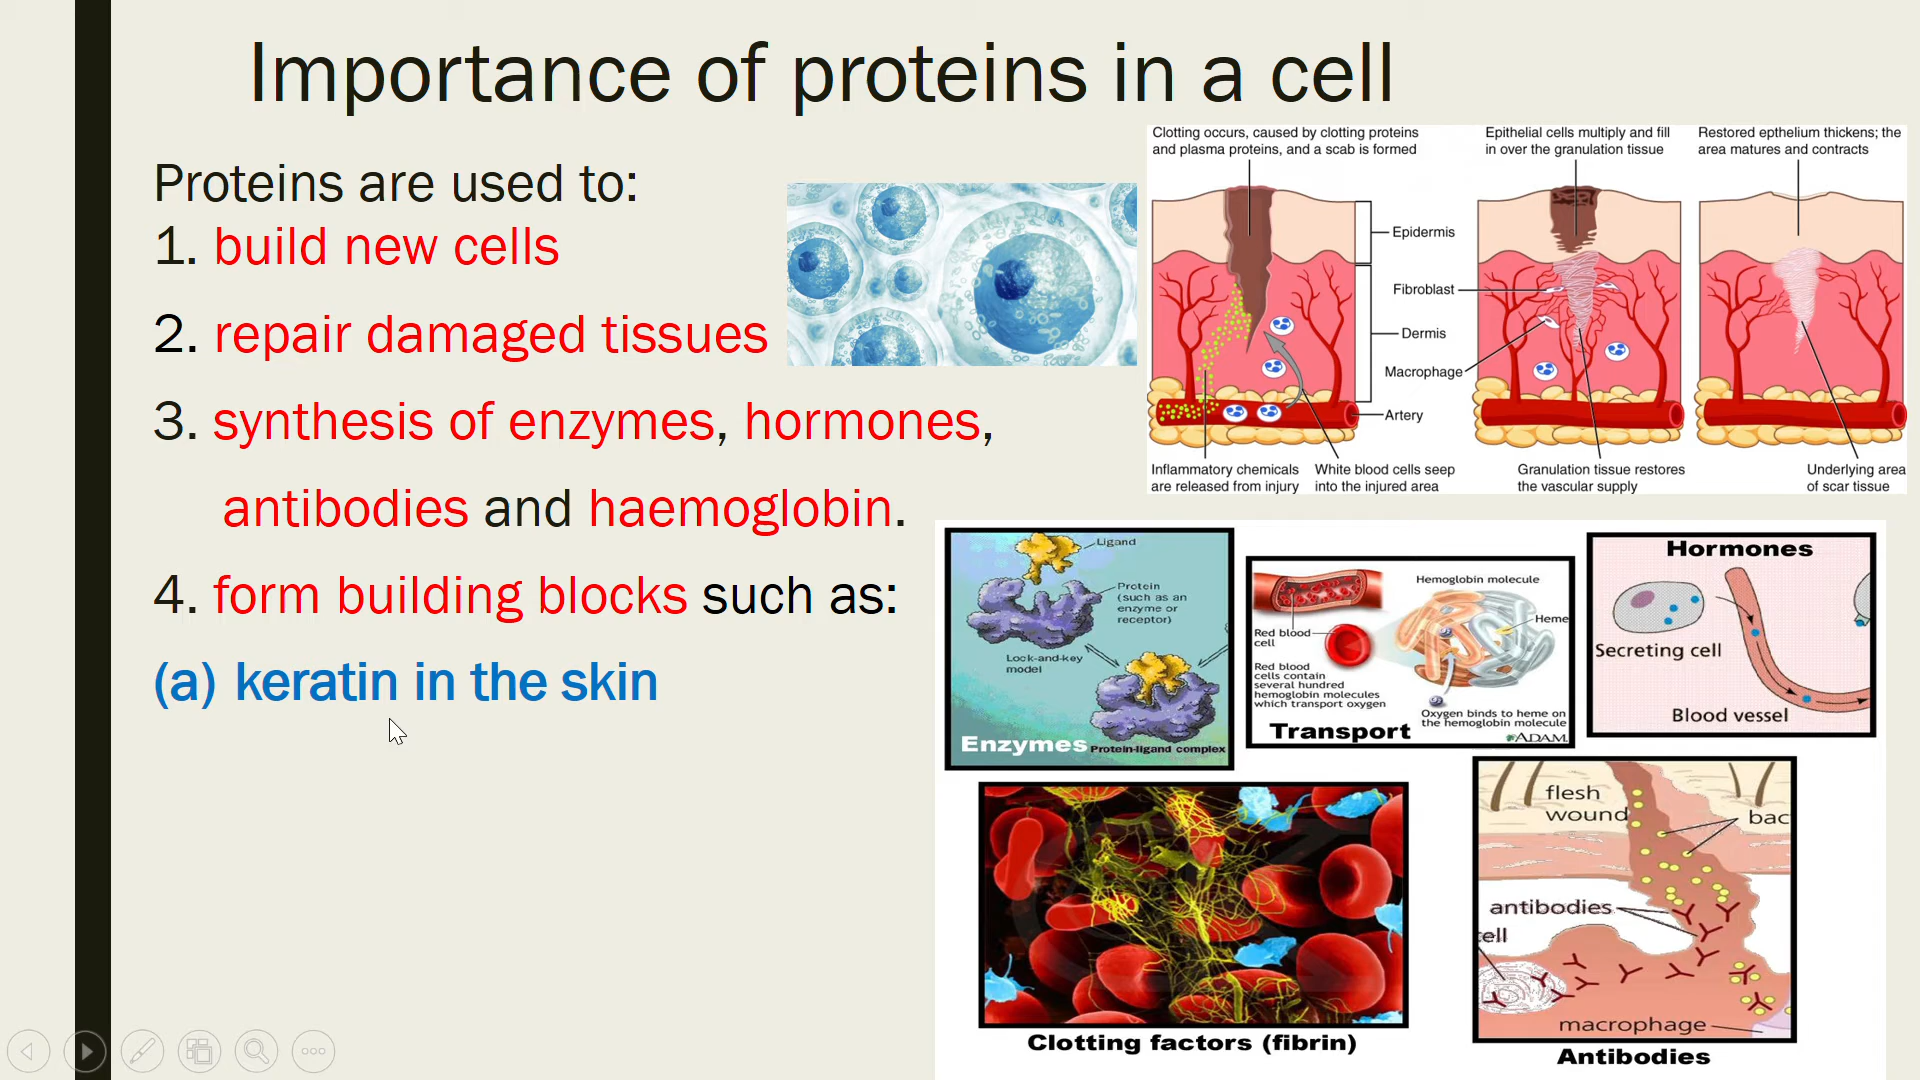 Importance of proteins in a cell
Proteins are used to:
1. build new cells
2. repair damaged tissues
3. synthesis of enzymes, hormones,
antibodies and haemoglobin.
4. form building blocks such as:
(a) keratin in the skin
Clotting occurs, caused by clotting proteins
and plasma proteins, and a scab is formed
Epithelial cells multiply and fill
in over the granulation tissue
Restored epthelium thickens; the
area matures and contracts
Epidermis
Fibroblast
Dermis
Macrophage
Artery
Inflammatory chemicals
are released from injury
White blood cells seep
into the injured area
Granulation tissue restores
the vascular supply
Underlying area
of scar tissue
Ligand
Protein
(such as an
enzyme or
receptor)
Lock-and-key
model
Enzymes
Protein-ligand complex
Hemoglobin molecule
Heme
Red blood
cell
Red blood
cells contain
several hundred
hemoglobin molecules
which transport oxygen
Oxygen binds to heme on
the hemoglobin molecule
Transport
ADAM.
Hormones
Secreting cell
Blood vessel
Clotting factors (fibrin)
flesh
wound
bac
antibodies
cell
macrophage
Antibodies